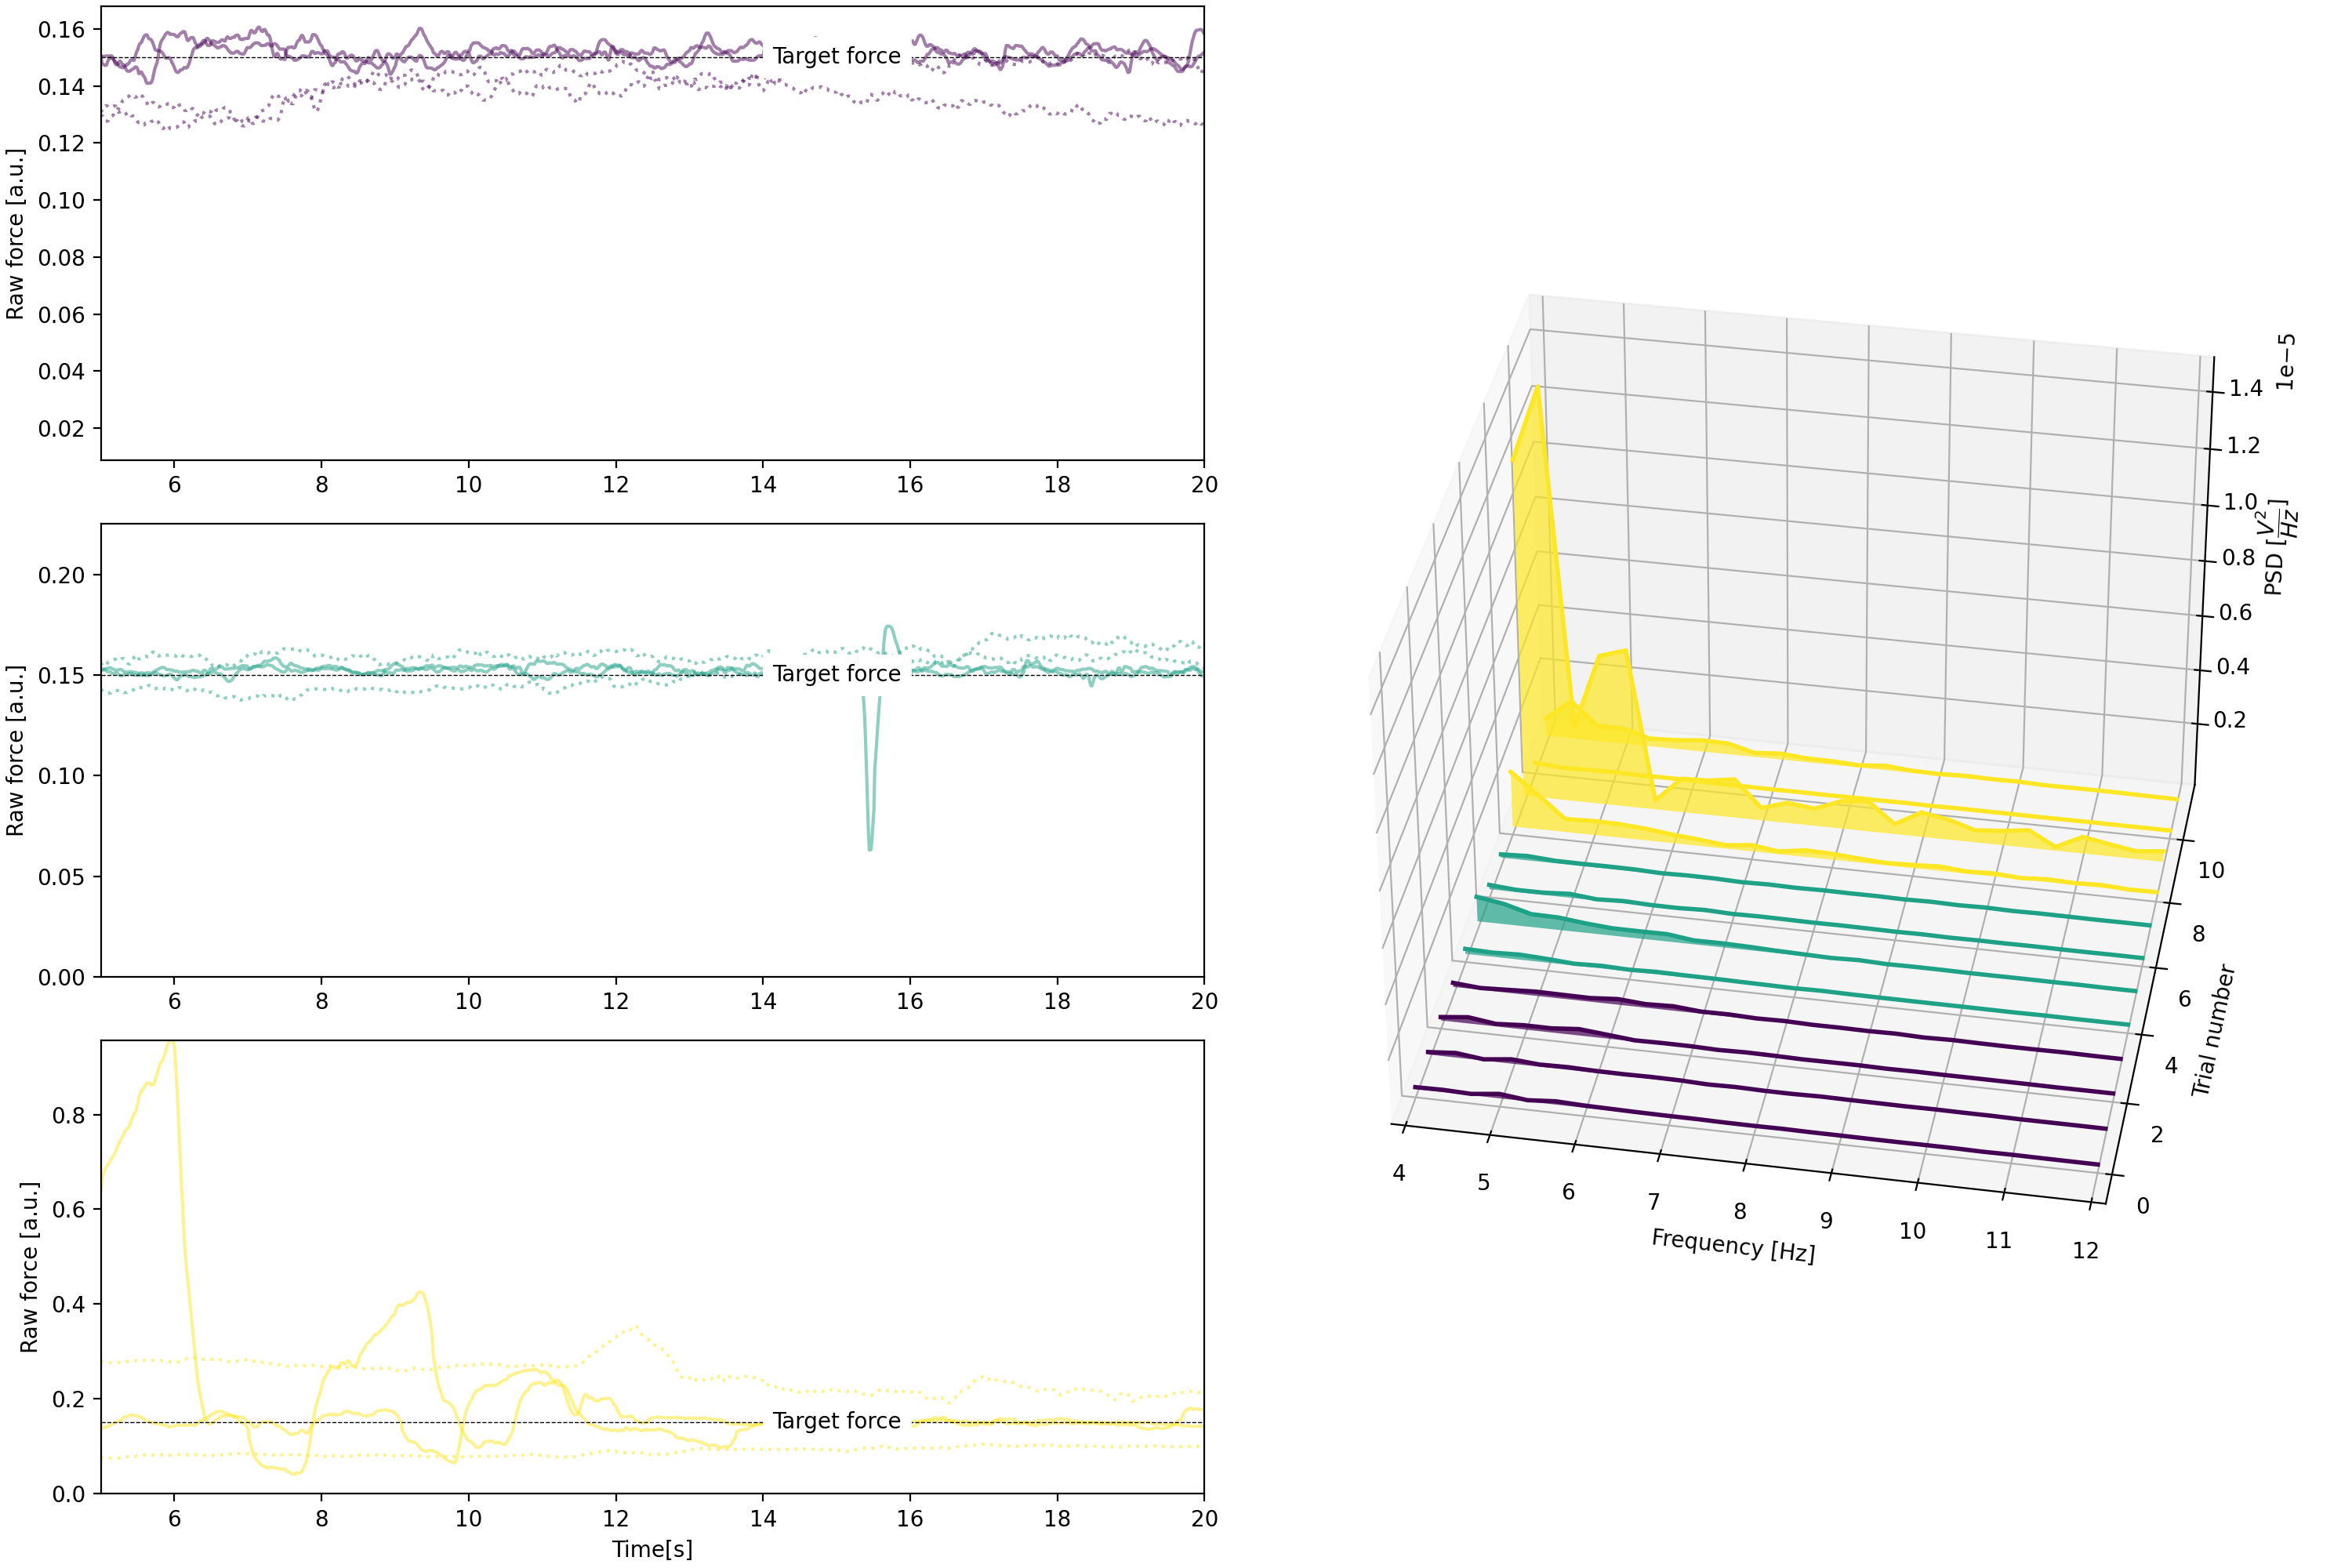 Raw force [a.u.]
0.16
0.14
0.12
0.10
0.08
0.06
0.04
0.02
Target force
6 8 10 12 14 16 18 20
Raw force [a.u.]
0.20
0.15
0.10
0.05
0.00
Target force
6 8 10 12 14 16 18 20
Raw force [a.u.]
0.8
0.6
0.4
0.2
0.0
Target force
6 8 10 12 14 16 18 20
Time[s]
1e−5
1.4
1.2
1.0
0.8
0.6
0.4
0.2
PSD [V²/Hz]
10
8
6
4
2
0
Trial number
4 5 6 7 8 9 10 11 12
Frequency [Hz]